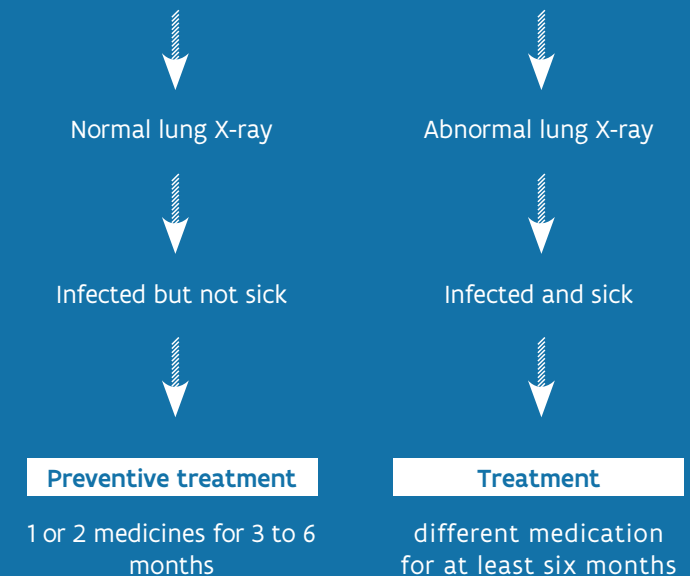 Normal lung X-ray
Abnormal lung X-ray
Infected but not sick
Infected and sick
Preventive treatment
Treatment
1 or 2 medicines for 3 to 6
months
different medication
for at least six months